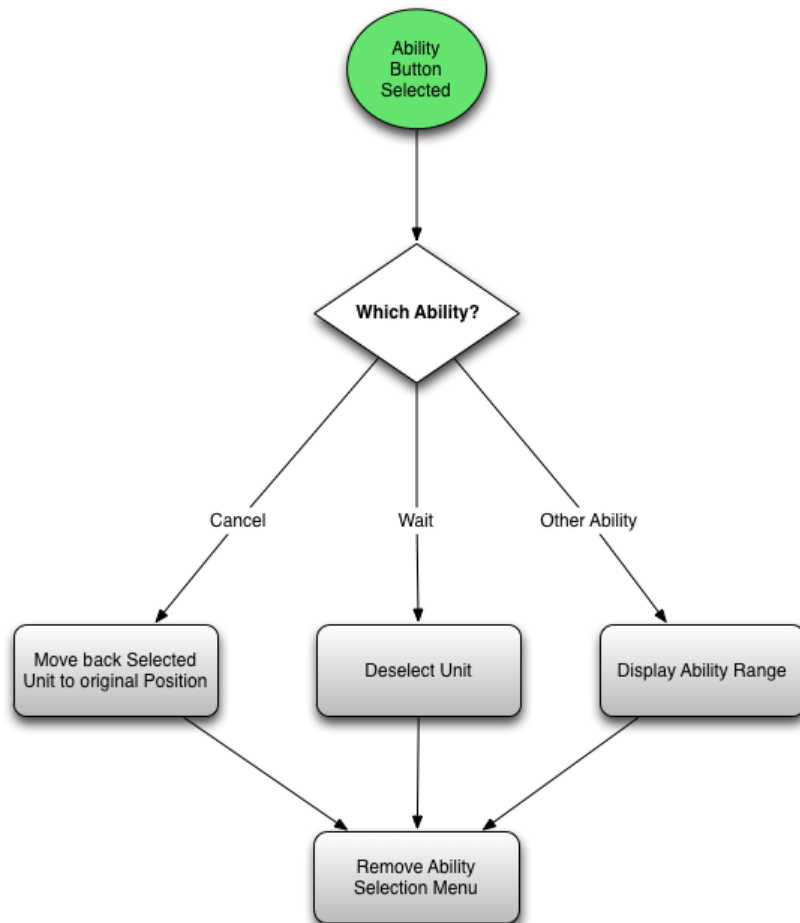 Ability
Button
Selected
Which Ability?
Cancel
Wait
Other Ability
Move back Selected
Unit to original Position
Deselect Unit
Display Ability Range
Remove Ability
Selection Menu